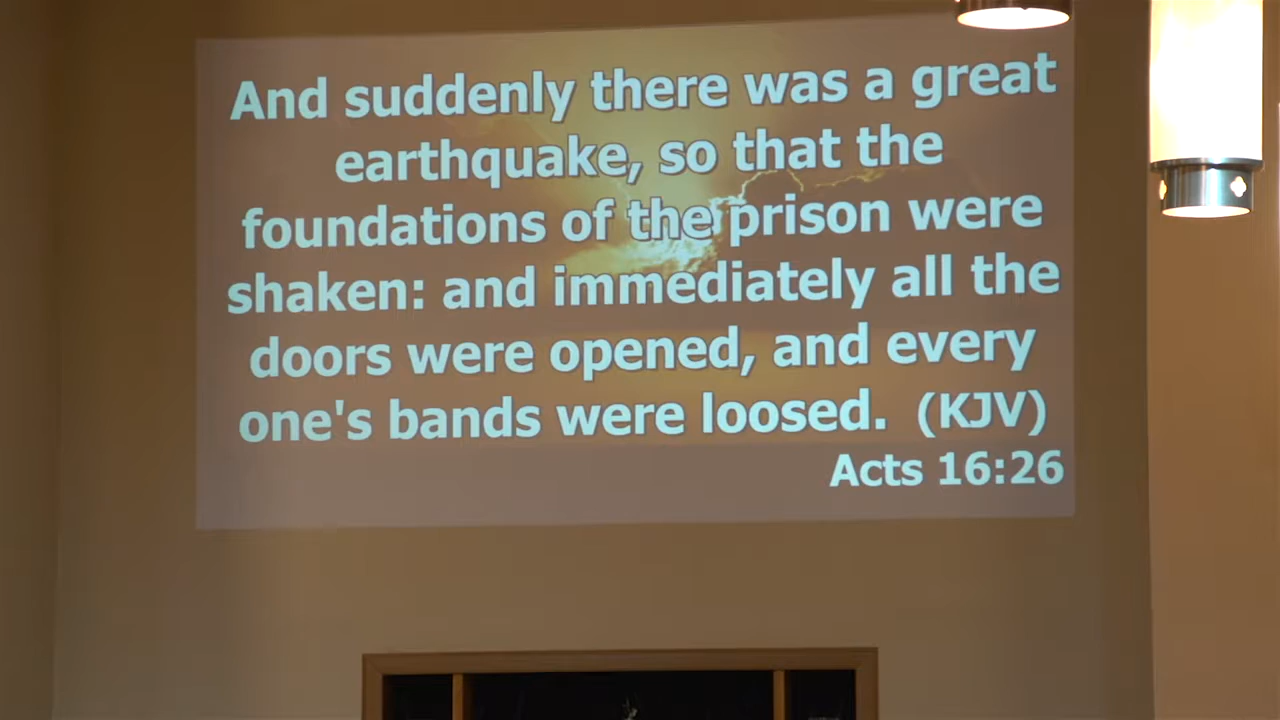 And suddenly there was a great
earthquake, so that the
foundations of the prison were
shaken: and immediately all the
doors were opened, and every
one's bands were loosed.  (KJV)
Acts 16:26